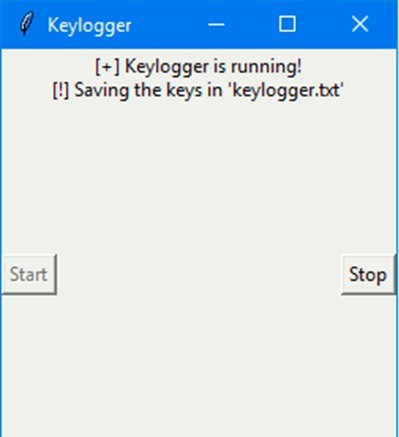 Keylogger
[+] Keylogger is running!
[!] Saving the keys in 'keylogger.txt'
Start
Stop